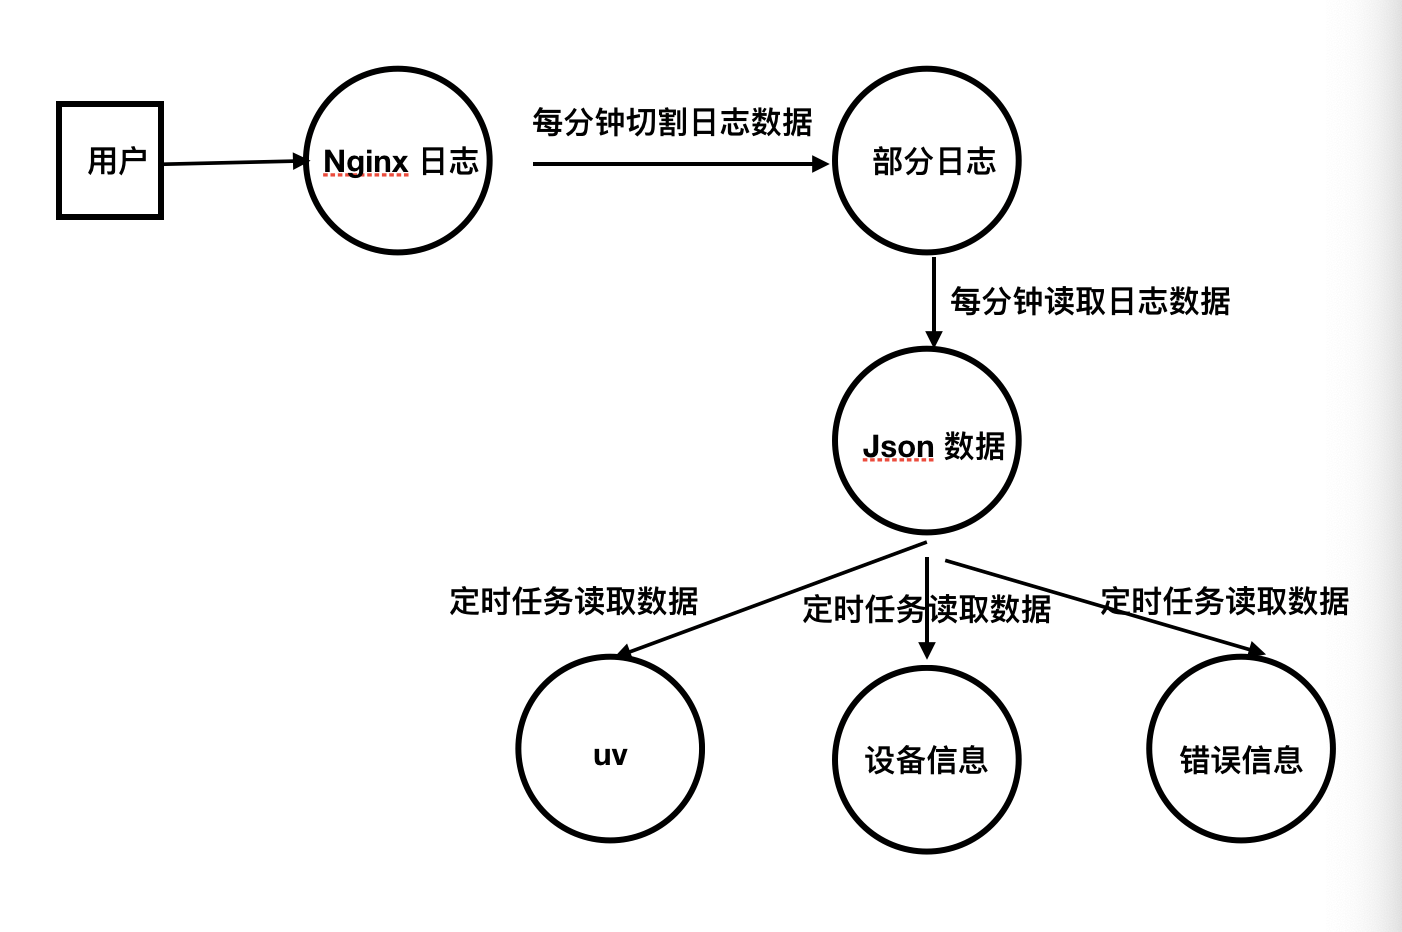 每分钟切割日志数据
用户
Nginx 日志
部分日志
每分钟读取日志数据
Json 数据
定时任务读取数据
定时任务读取数据
定时任务读取数据
uv
设备信息
错误信息